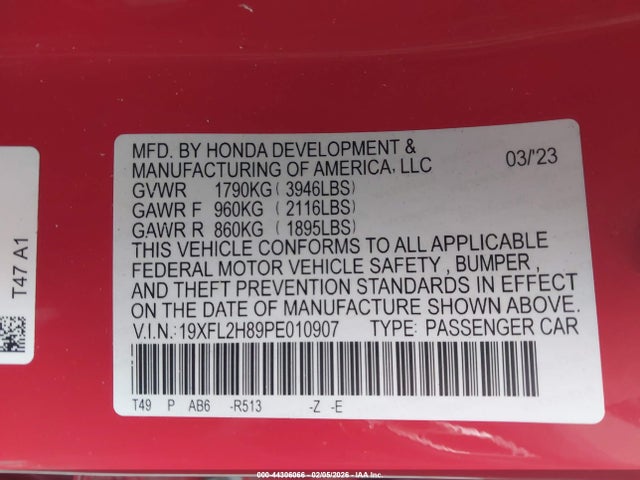 MFD. BY HONDA DEVELOPMENT &
MANUFACTURING OF AMERICA, LLC 03/'23
GVWR 1790KG ( 3946LBS)
GAWR F 960KG ( 2116LBS)
GAWR R 860KG ( 1895LBS)
THIS VEHICLE CONFORMS TO ALL APPLICABLE
FEDERAL MOTOR VEHICLE SAFETY , BUMPER ,
AND THEFT PREVENTION STANDARDS IN EFFECT
ON THE DATE OF MANUFACTURE SHOWN ABOVE.
V.I.N.: 19XFL2H89PE010907 TYPE: PASSENGER CAR
T49 P AB6 -R513 -Z -E
T47 A1
000-44306066 - 02/05/2026 - IAA Inc.